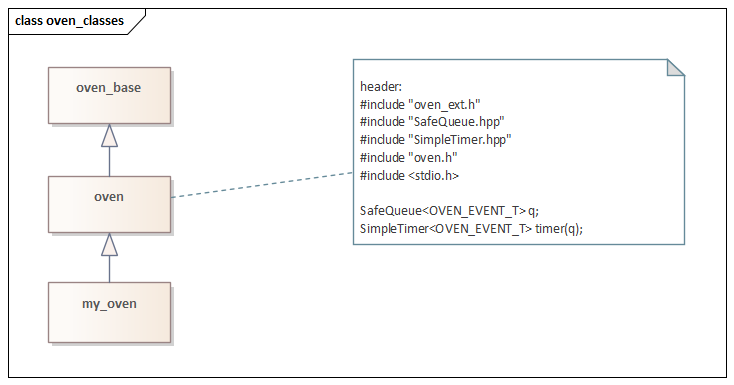 class oven_classes
oven_base
oven
my_oven
header:
#include "oven_ext.h"
#include "SafeQueue.hpp"
#include "SimpleTimer.hpp"
#include "oven.h"
#include <stdio.h>
SafeQueue<OVEN_EVENT_T> q;
SimpleTimer<OVEN_EVENT_T> timer(q);